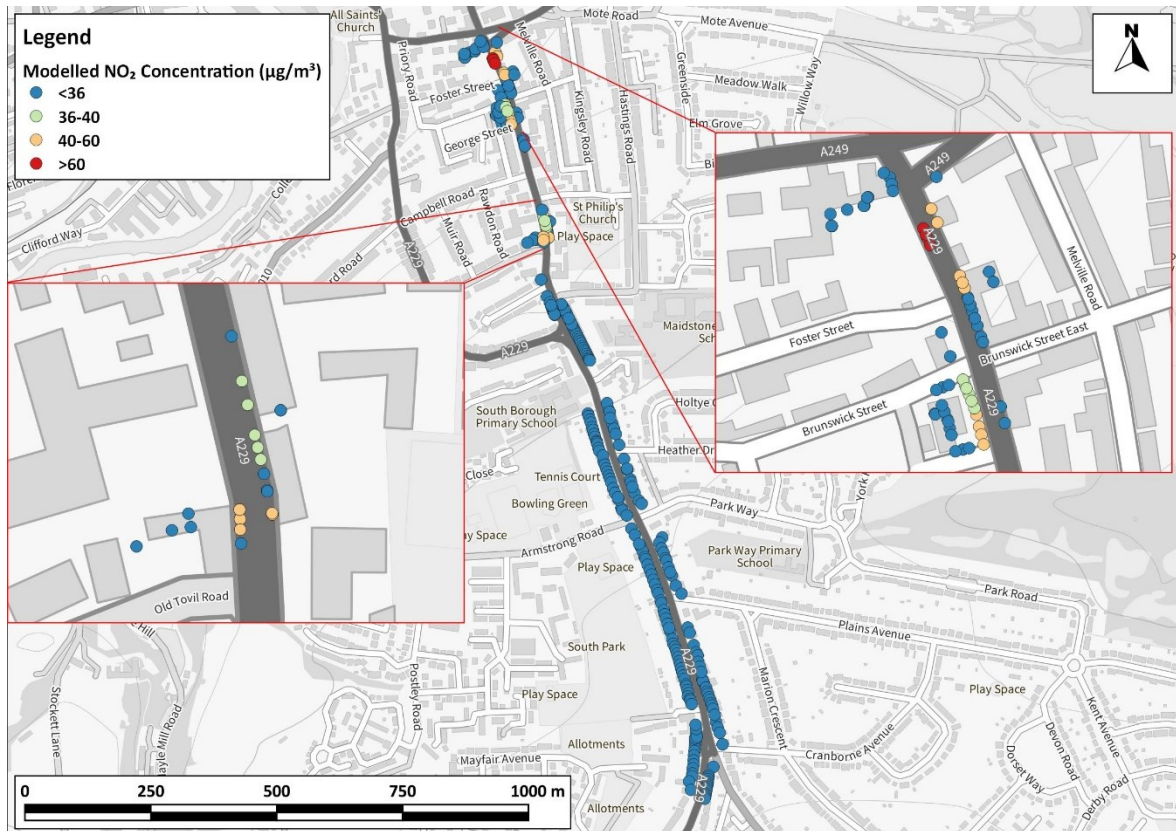 Legend
Modelled NO₂ Concentration (µg/m³)
<36
36-40
40-60
>60
N
All Saints'
Church
Priory Road
Melville Road
Mote Road
Mote Avenue
Willow Way
Greenside
Meadow Walk
Foster Street
Kingsley Road
Hastings Road
Elm Grove
George Street
Clifford Way
Campbell Road
Rawdon Road
Muir Road
St Philip's
Church
Play Space
A229
A229
Maidstone
South Borough
Primary School
Holtye
Heather
Close
Tennis Court
Bowling Green
Park Way
Armstrong Road
Play Space
Park Way Primary
School
Park Road
Plains Avenue
South Park
A229
Marion Crescent
Play Space
Play Space
Postley Road
Stockett Lane
Mill Road
Hill
Cranborne Avenue
Kent Avenue
Devon Road
Dorset Way
Derby Road
Allotments
Mayfair Avenue
A229
Allotments
A249
A249
A229
Melville Road
Foster Street
Brunswick Street East
Brunswick Street
A229
A229
Old Tovil Road
0 250 500 750 1000 m